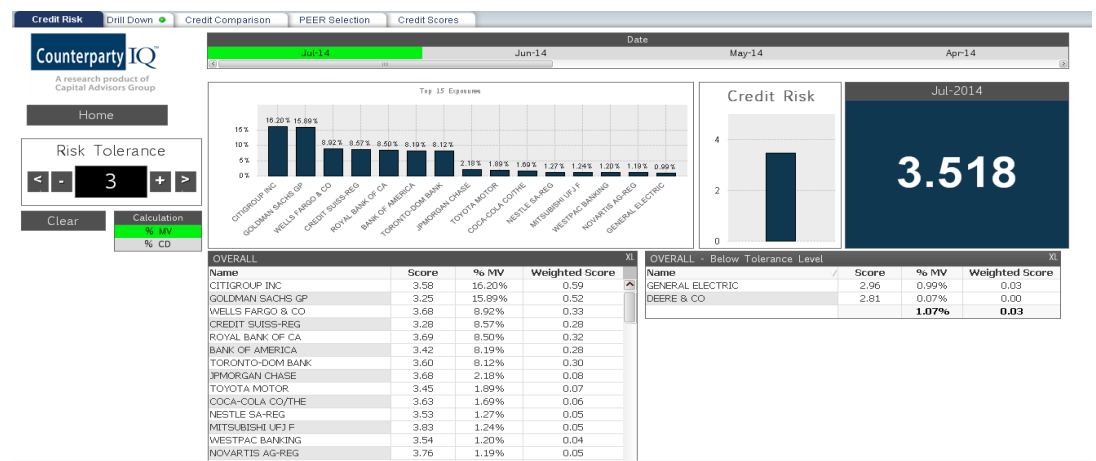 Credit Risk Drill Down Credit Comparison PEER Selection Credit Scores
Counterparty IQ™
A research product of
Capital Advisors Group
Home
Risk Tolerance
< - 3 + >
Clear
Calculation
% MV
% CD
Date
Jul-14 Jun-14 May-14 Apr-14
Top 15 Exposures
15%
10%
5%
0%
16.20% 15.89% 8.92% 8.57% 8.50% 8.19% 8.12% 2.18% 1.89% 1.69% 1.27% 1.24% 1.20% 1.19% 0.99%
CITIGROUP INC
GOLDMAN SACHS GP
WELLS FARGO & CO
CREDIT SUISS-REG
ROYAL BANK OF CA
BANK OF AMERICA
TORONTO-DOM BANK
JPMORGAN CHASE
TOYOTA MOTOR
COCA-COLA CO/THE
NESTLE SA-REG
MITSUBISHI UFJ F
WESTPAC BANKING
NOVARTIS AG-REG
GENERAL ELECTRIC
Credit Risk
4
2
0
Jul-2014
3.518
OVERALL XL
Name Score % MV Weighted Score
CITIGROUP INC 3.58 16.20% 0.59
GOLDMAN SACHS GP 3.25 15.89% 0.52
WELLS FARGO & CO 3.68 8.92% 0.33
CREDIT SUISS-REG 3.28 8.57% 0.28
ROYAL BANK OF CA 3.69 8.50% 0.32
BANK OF AMERICA 3.42 8.19% 0.28
TORONTO-DOM BANK 3.60 8.12% 0.30
JPMORGAN CHASE 3.68 2.18% 0.08
TOYOTA MOTOR 3.45 1.89% 0.07
COCA-COLA CO/THE 3.63 1.69% 0.06
NESTLE SA-REG 3.53 1.27% 0.05
MITSUBISHI UFJ F 3.83 1.24% 0.05
WESTPAC BANKING 3.54 1.20% 0.04
NOVARTIS AG-REG 3.76 1.19% 0.05
OVERALL - Below Tolerance Level XL
Name Score % MV Weighted Score
GENERAL ELECTRIC 2.96 0.99% 0.03
DEERE & CO 2.81 0.07% 0.00
1.07% 0.03